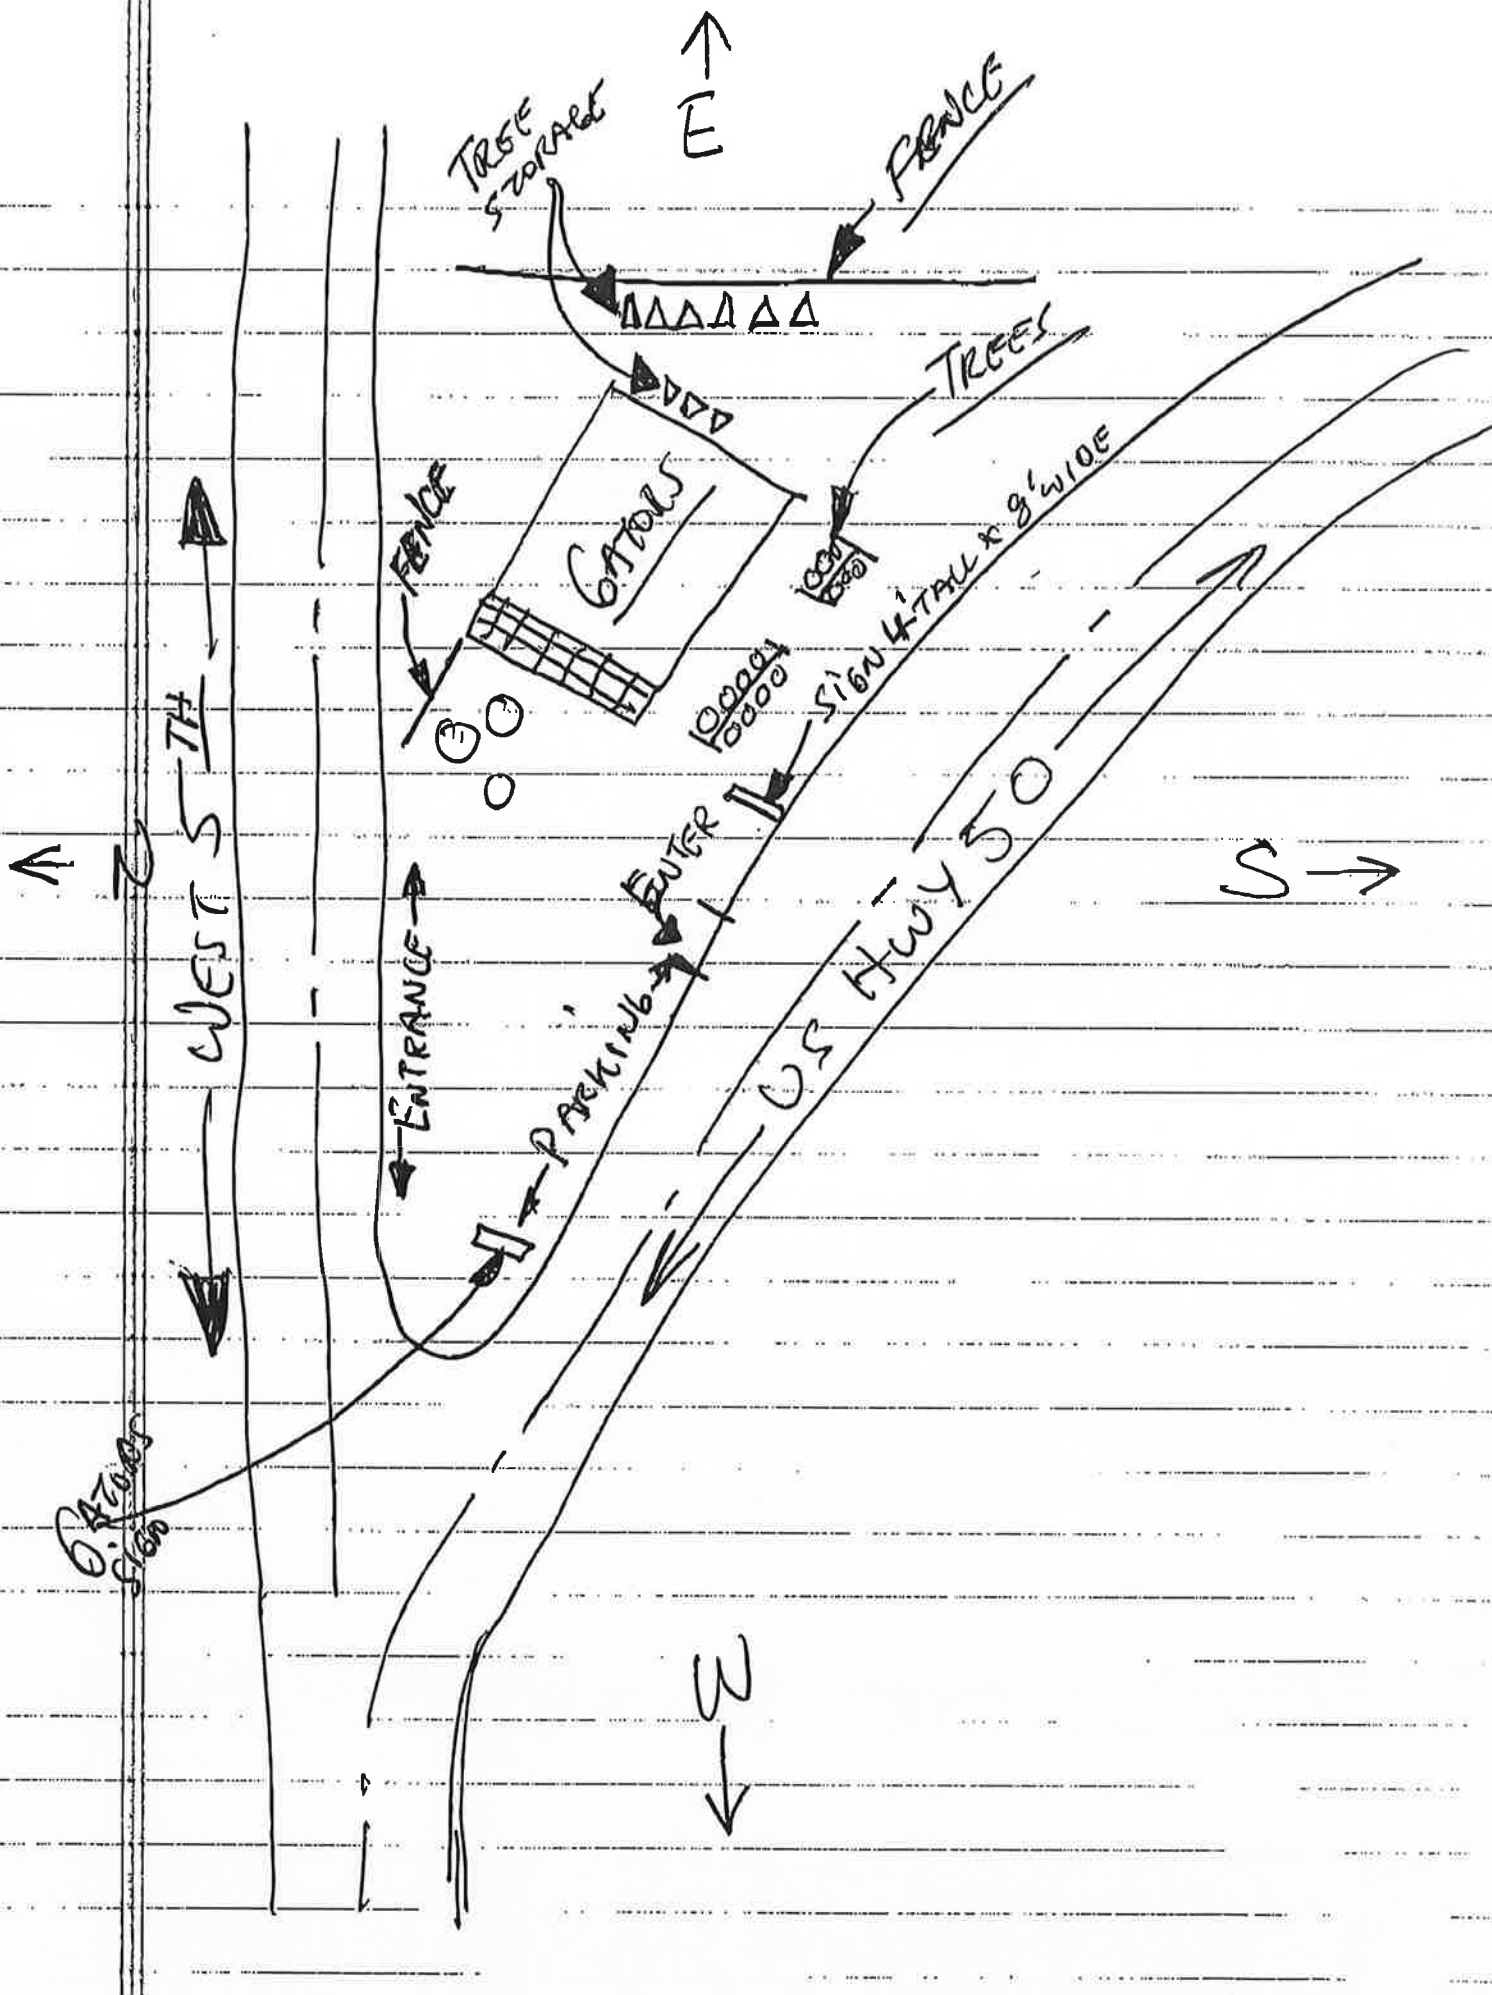 E
TREE
STORAGE
FENCE
TREES
GATORS
FENCE
SIGN 4' TALL x 8' WIDE
WEST 5TH
N
ENTER
S
ENTRANCE
PARKING
US HWY 50
GATORS
SIGN
W